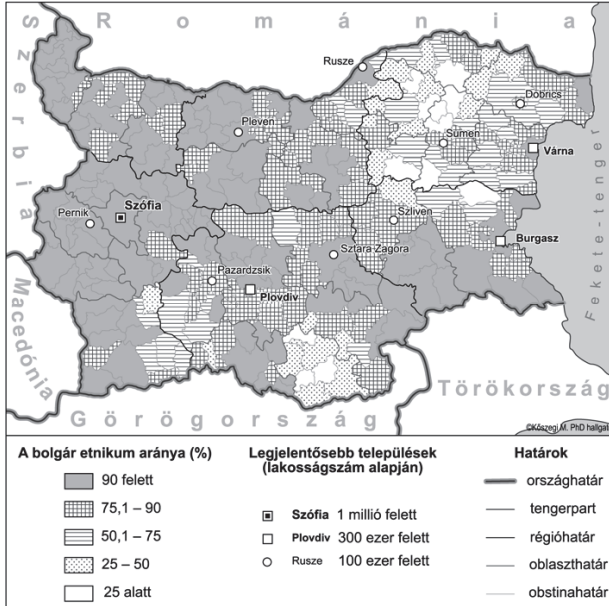 Románia
Szerbia
Rusze
Dobrics
Pleven
Sumen
Várna
Szófia
Pernik
Szliven
Burgasz
Sztara Zagora
Pazardzsik
Plovdiv
Fekete-tenger
Macedónia
Törökország
Görögország
©Kőszegi M. PhD hallgató
A bolgár etnikum aránya (%)
90 felett
75,1 – 90
50,1 – 75
25 – 50
25 alatt
Legjelentősebb települések
(lakosságszám alapján)
Szófia 1 millió felett
Plovdiv 300 ezer felett
Rusze 100 ezer felett
Határok
országhatár
tengerpart
régióhatár
oblaszthatár
obstinahatár